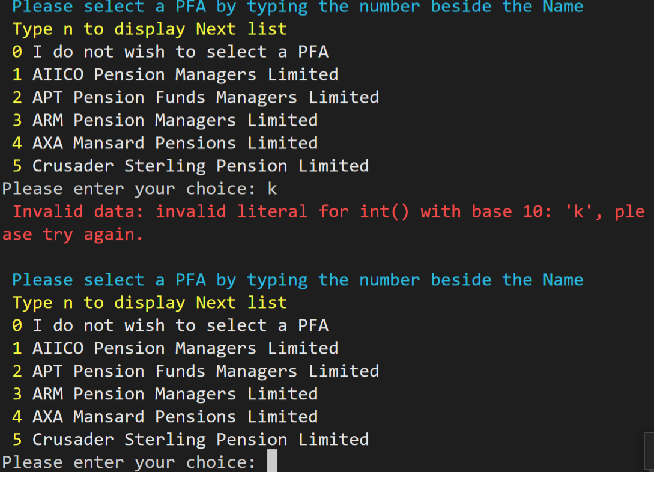 Please select a PFA by typing the number beside the Name
Type n to display Next list
0 I do not wish to select a PFA
1 AIICO Pension Managers Limited
2 APT Pension Funds Managers Limited
3 ARM Pension Managers Limited
4 AXA Mansard Pensions Limited
5 Crusader Sterling Pension Limited
Please enter your choice: k
Invalid data: invalid literal for int() with base 10: 'k', ple
ase try again.
Please select a PFA by typing the number beside the Name
Type n to display Next list
0 I do not wish to select a PFA
1 AIICO Pension Managers Limited
2 APT Pension Funds Managers Limited
3 ARM Pension Managers Limited
4 AXA Mansard Pensions Limited
5 Crusader Sterling Pension Limited
Please enter your choice: